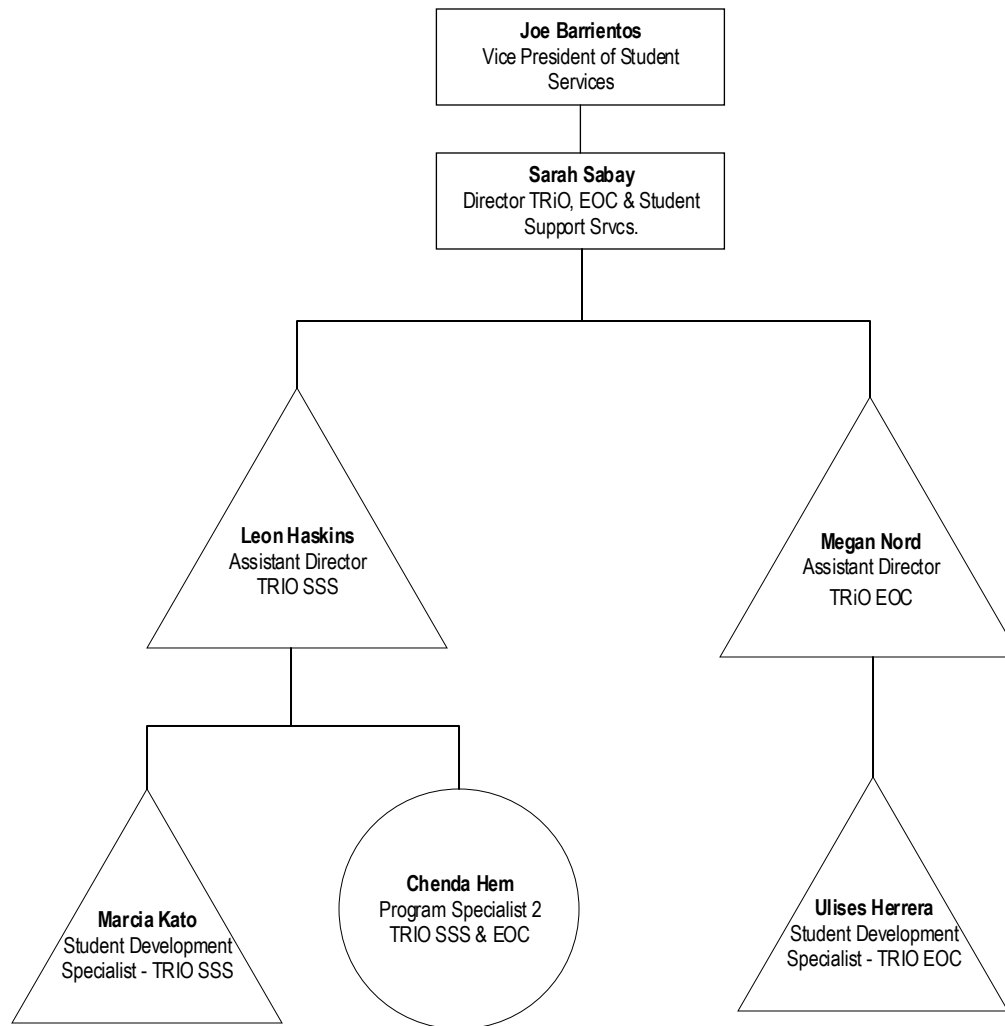 Joe Barrientos
Vice President of Student
Services
Sarah Sabay
Director TRiO, EOC & Student
Support Srvcs.
Leon Haskins
Assistant Director
TRIO SSS
Megan Nord
Assistant Director
TRiO EOC
Marcia Kato
Student Development
Specialist - TRIO SSS
Chenda Hem
Program Specialist 2
TRIO SSS & EOC
Ulises Herrera
Student Development
Specialist - TRIO EOC